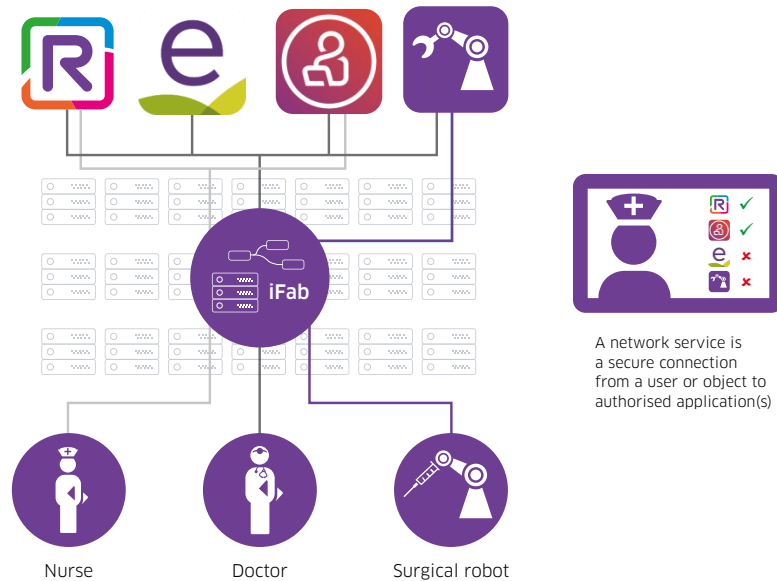 R
e
iFab
R
e
A network service is
a secure connection
from a user or object to
authorised application(s)
Nurse
Doctor
Surgical robot